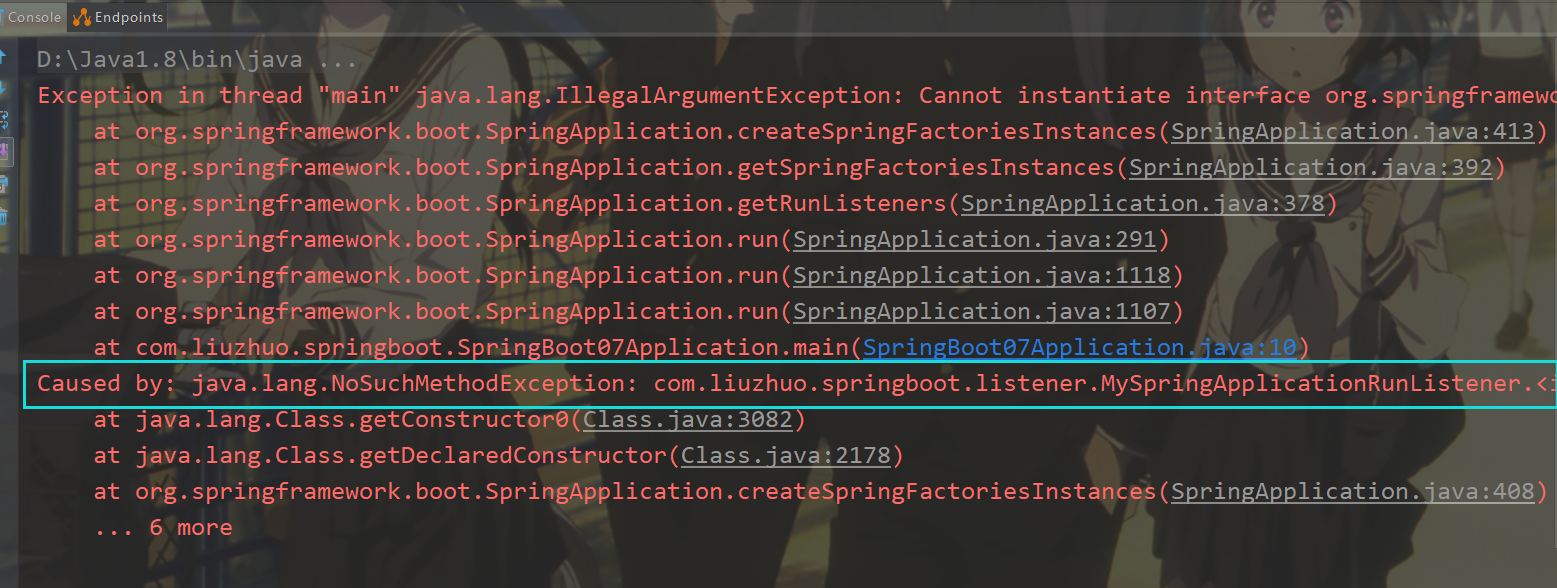 Console Endpoints
D:\Java1.8\bin\java ...
Exception in thread "main" java.lang.IllegalArgumentException: Cannot instantiate interface
    at org.springframework.boot.SpringApplication.createSpringFactoriesInstances(SpringApplication.java:413)
    at org.springframework.boot.SpringApplication.getSpringFactoriesInstances(SpringApplication.java:392)
    at org.springframework.boot.SpringApplication.getRunListeners(SpringApplication.java:378)
    at org.springframework.boot.SpringApplication.run(SpringApplication.java:291)
    at org.springframework.boot.SpringApplication.run(SpringApplication.java:1118)
    at org.springframework.boot.SpringApplication.run(SpringApplication.java:1107)
    at com.liuzhuo.springboot.SpringBoot07Application.main(SpringBoot07Application.java:10)
Caused by: java.lang.NoSuchMethodException: com.liuzhuo.springboot.listener.MySpringApplicationRunListener.<i
    at java.lang.Class.getConstructor0(Class.java:3082)
    at java.lang.Class.getDeclaredConstructor(Class.java:2178)
    at org.springframework.boot.SpringApplication.createSpringFactoriesInstances(SpringApplication.java:408)
    ... 6 more